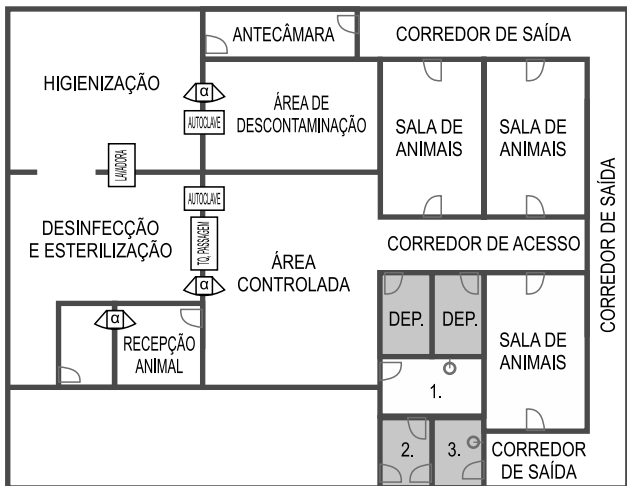 ANTECÂMARA
CORREDOR DE SAÍDA
HIGIENIZAÇÃO
α
AUTOCLAVE
ÁREA DE
DESCONTAMINAÇÃO
SALA DE
ANIMAIS
SALA DE
ANIMAIS
CORREDOR DE SAÍDA
LAVADORA
AUTOCLAVE
TQ. PASSAGEM
DESINFECÇÃO
E ESTERILIZAÇÃO
α
ÁREA
CONTROLADA
CORREDOR DE ACESSO
α
RECEPÇÃO
ANIMAL
DEP.
DEP.
SALA DE
ANIMAIS
1.
2.
3.
CORREDOR
DE SAÍDA